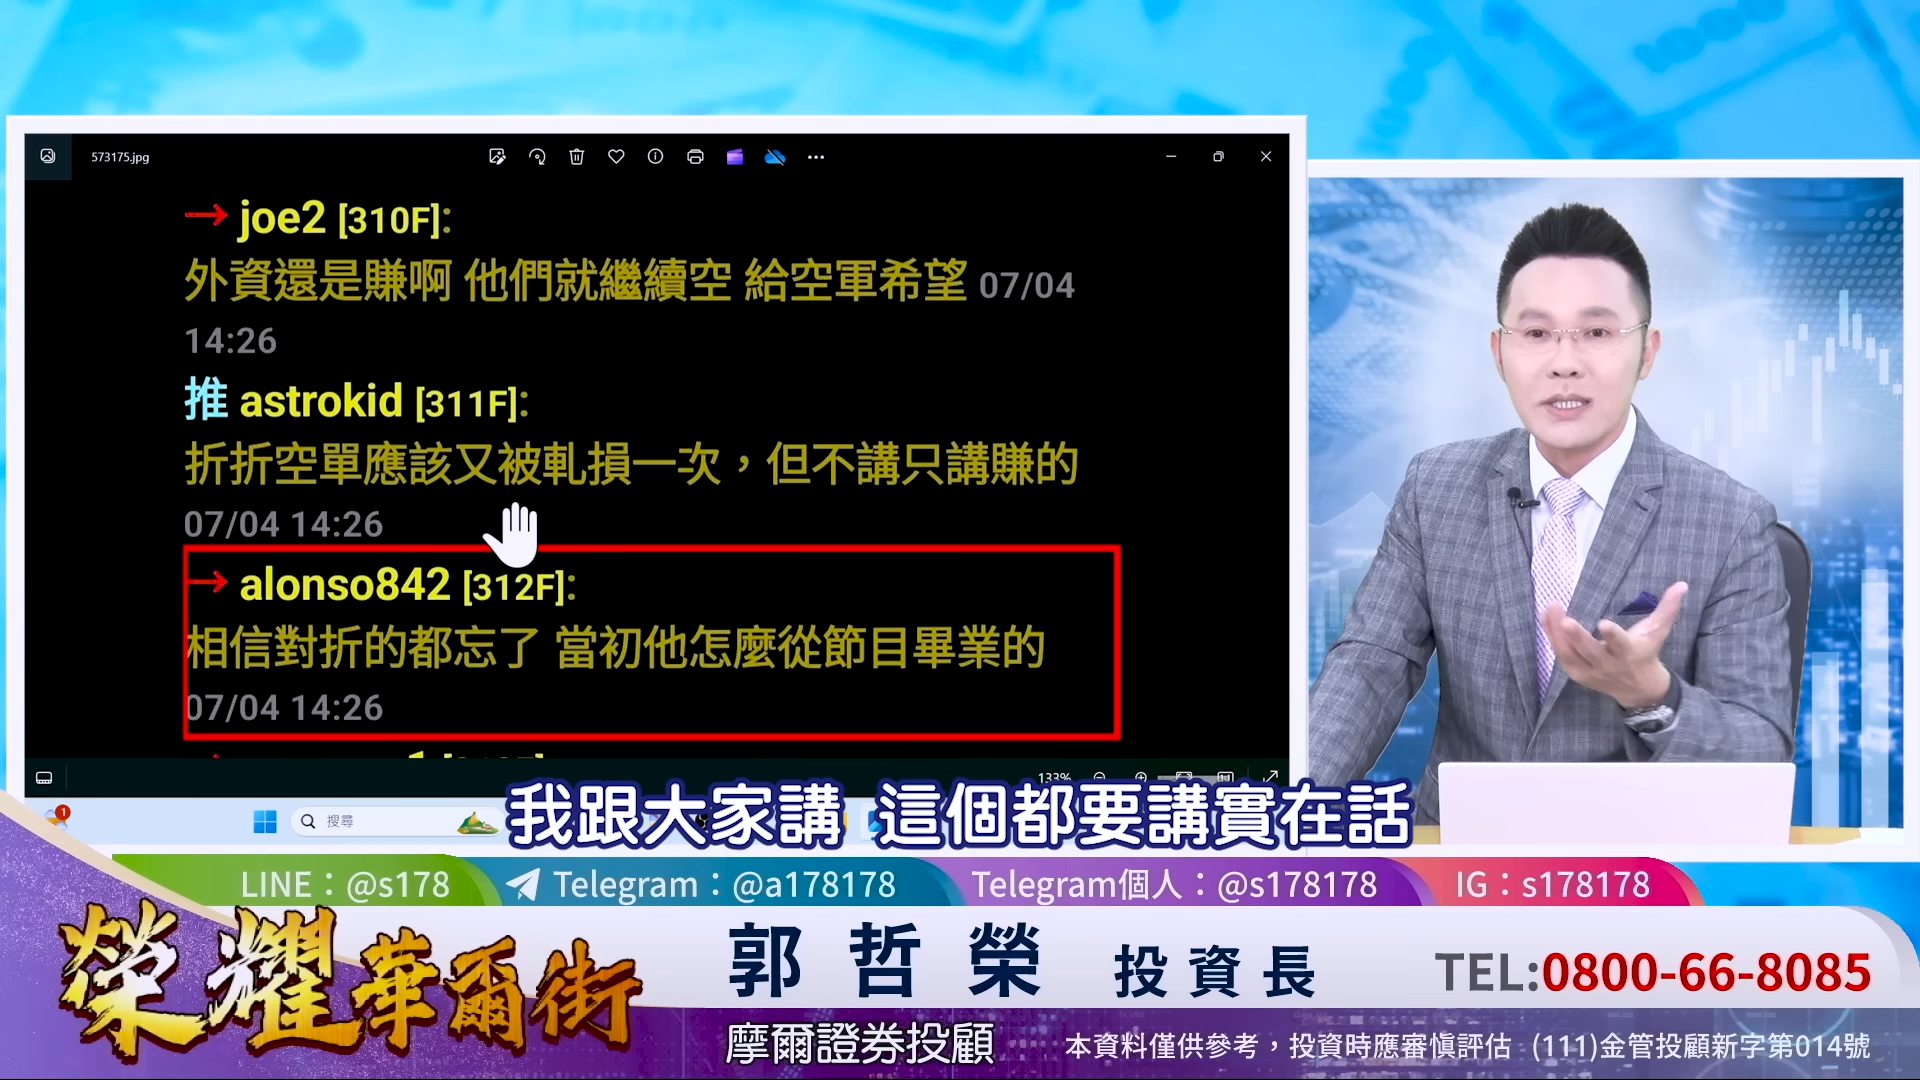 573175.jpg
→ joe2 [310F]:
外資還是賺啊 他們就繼續空 給空軍希望 07/04
14:26
推 astrokid [311F]:
折折空單應該又被軋損一次，但不講只講賺的
07/04 14:26
→ alonso842 [312F]:
相信對折的都忘了 當初他怎麼從節目畢業的
07/04 14:26
133%
1
搜尋
我跟大家講 這個都要講實在話
LINE：@s178
Telegram：@a178178
Telegram個人：@s178178
IG：s178178
榮耀華爾街
郭哲榮 投資長
TEL:0800-66-8085
摩爾證券投顧
本資料僅供參考，投資時應審慎評估 (111)金管投顧新字第014號